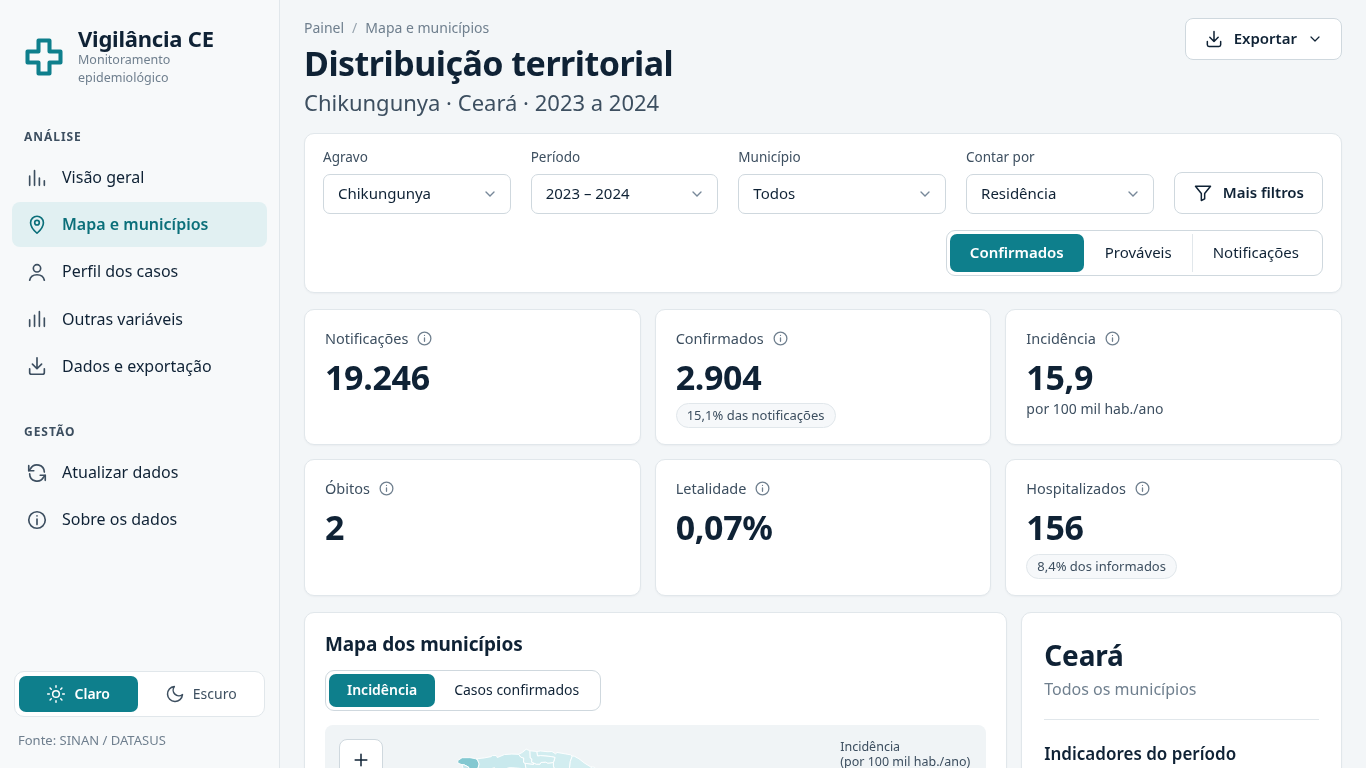 Vigilância CE
Monitoramento
epidemiológico
ANÁLISE
Visão geral
Mapa e municípios
Perfil dos casos
Outras variáveis
Dados e exportação
GESTÃO
Atualizar dados
Sobre os dados
Claro
Escuro
Fonte: SINAN / DATASUS
Painel / Mapa e municípios
Exportar
Distribuição territorial
Chikungunya · Ceará · 2023 a 2024
Agravo
Período
Município
Contar por
Chikungunya
2023 – 2024
Todos
Residência
Mais filtros
Confirmados
Prováveis
Notificações
Notificações
19.246
Confirmados
2.904
15,1% das notificações
Incidência
15,9
por 100 mil hab./ano
Óbitos
2
Letalidade
0,07%
Hospitalizados
156
8,4% dos informados
Mapa dos municípios
Incidência
Casos confirmados
+
Incidência
(por 100 mil hab./ano)
Ceará
Todos os municípios
Indicadores do período